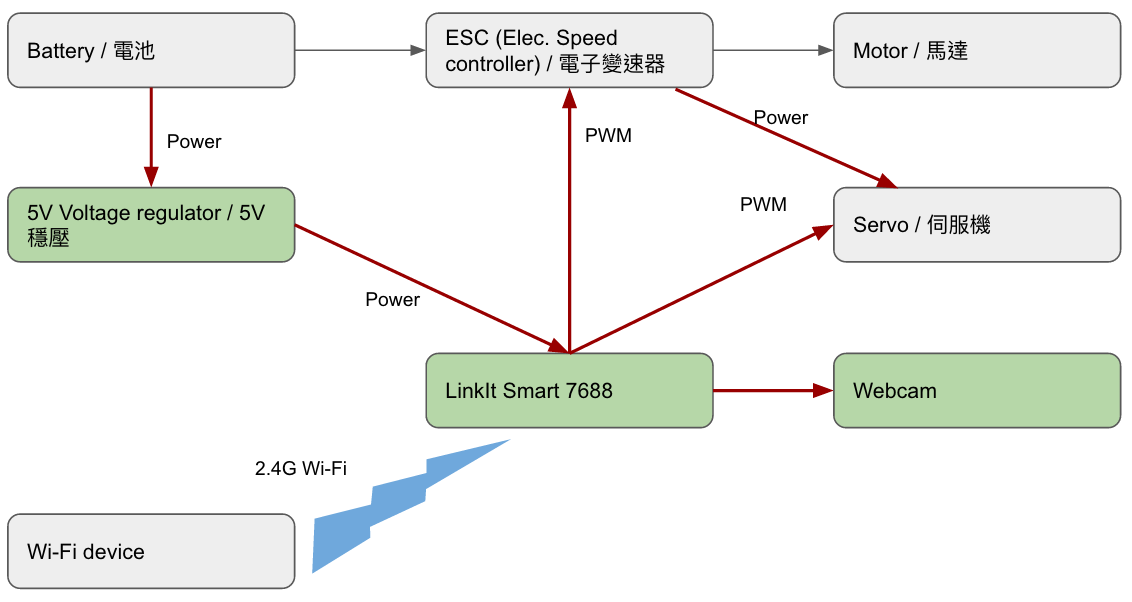 Battery / 電池
ESC (Elec. Speed
controller) / 電子變速器
Motor / 馬達
Power
PWM
Power
5V Voltage regulator / 5V
穩壓
PWM
Servo / 伺服機
Power
LinkIt Smart 7688
Webcam
2.4G Wi-Fi
Wi-Fi device